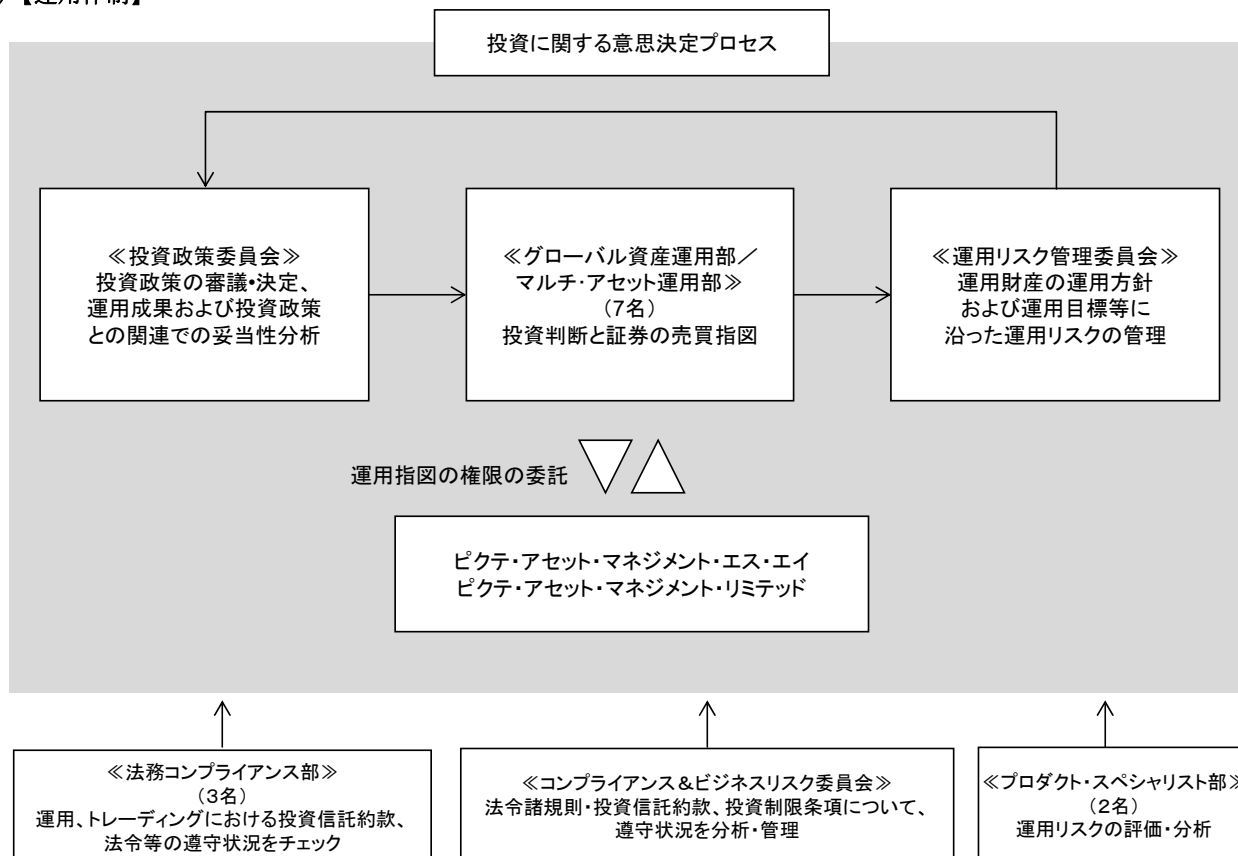 【運用体制】
投資に関する意思決定プロセス
≪投資政策委員会≫
投資政策の審議・決定、
運用成果および投資政策
との関連での妥当性分析
≪グローバル資産運用部／
マルチ・アセット運用部≫
(7名)
投資判断と証券の売買指図
≪運用リスク管理委員会≫
運用財産の運用方針
および運用目標等に
沿った運用リスクの管理
運用指図の権限の委託
ピクテ・アセット・マネジメント・エス・エイ
ピクテ・アセット・マネジメント・リミテッド
≪法務コンプライアンス部≫
(3名)
運用、トレーディングにおける投資信託約款、
法令等の遵守状況をチェック
≪コンプライアンス＆ビジネスリスク委員会≫
法令諸規則・投資信託約款、投資制限条項について、
遵守状況を分析・管理
≪プロダクト・スペシャリスト部≫
(2名)
運用リスクの評価・分析